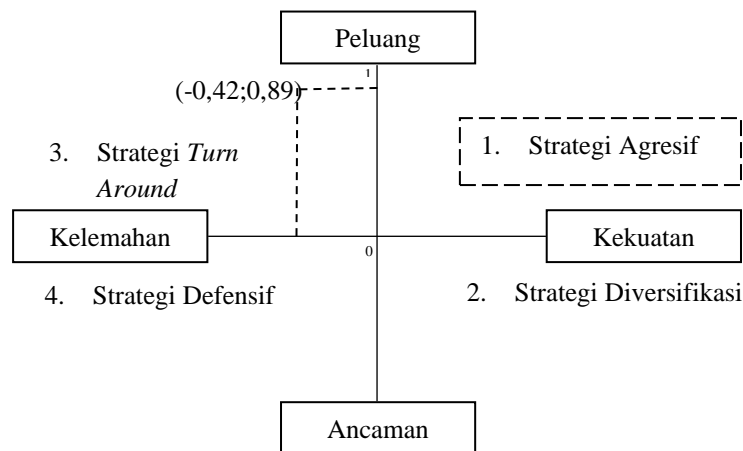 Peluang
1
(-0,42;0,89)
1. Strategi Agresif
3. Strategi Turn
Around
Kelemahan
Kekuatan
0
4. Strategi Defensif
2. Strategi Diversifikasi
Ancaman